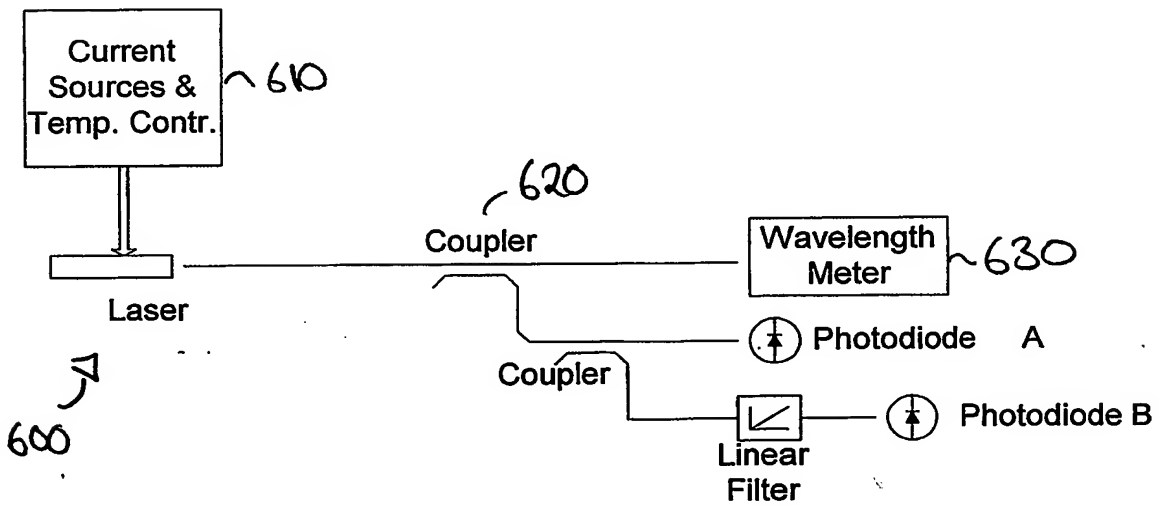 Current
Sources &
Temp. Contr.
610
620
Coupler
Wavelength
Meter
630
Laser
Photodiode A
Coupler
600
Photodiode B
Linear
Filter